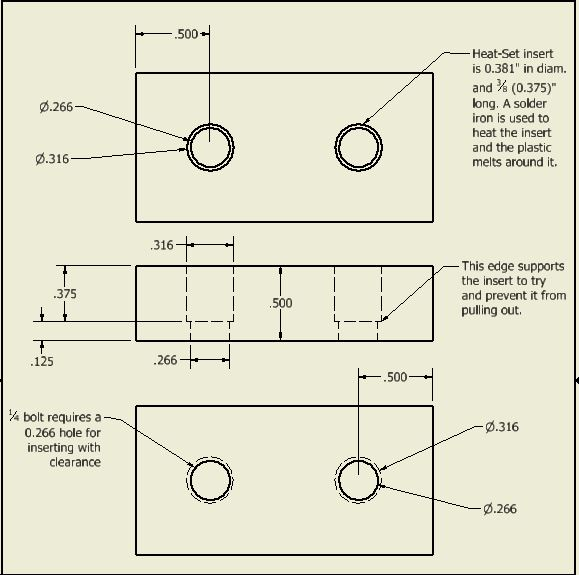 .500
Heat-Set insert
is 0.381" in diam.
and ⅜ (0.375)"
long. A solder
iron is used to
heat the insert
and the plastic
melts around it.
Ø.266
Ø.316
.316
This edge supports
the insert to try
and prevent it from
pulling out.
.375
.500
.125
.266
.500
¼ bolt requires a
0.266 hole for
inserting with
clearance
Ø.316
Ø.266